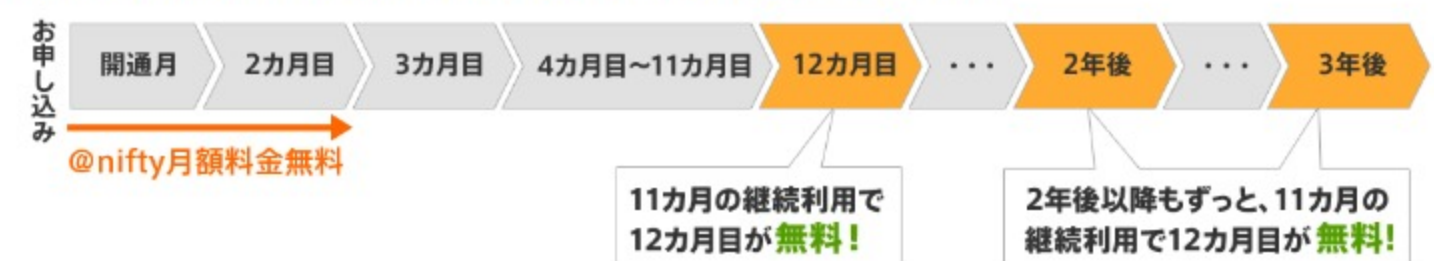 お申し込み
開通月
2カ月目
3カ月目
4カ月目～11カ月目
12カ月目
・・・
2年後
・・・
3年後
@nifty月額料金無料
11カ月の継続利用で
12カ月目が無料!
2年後以降もずっと、11カ月の
継続利用で12カ月目が無料!